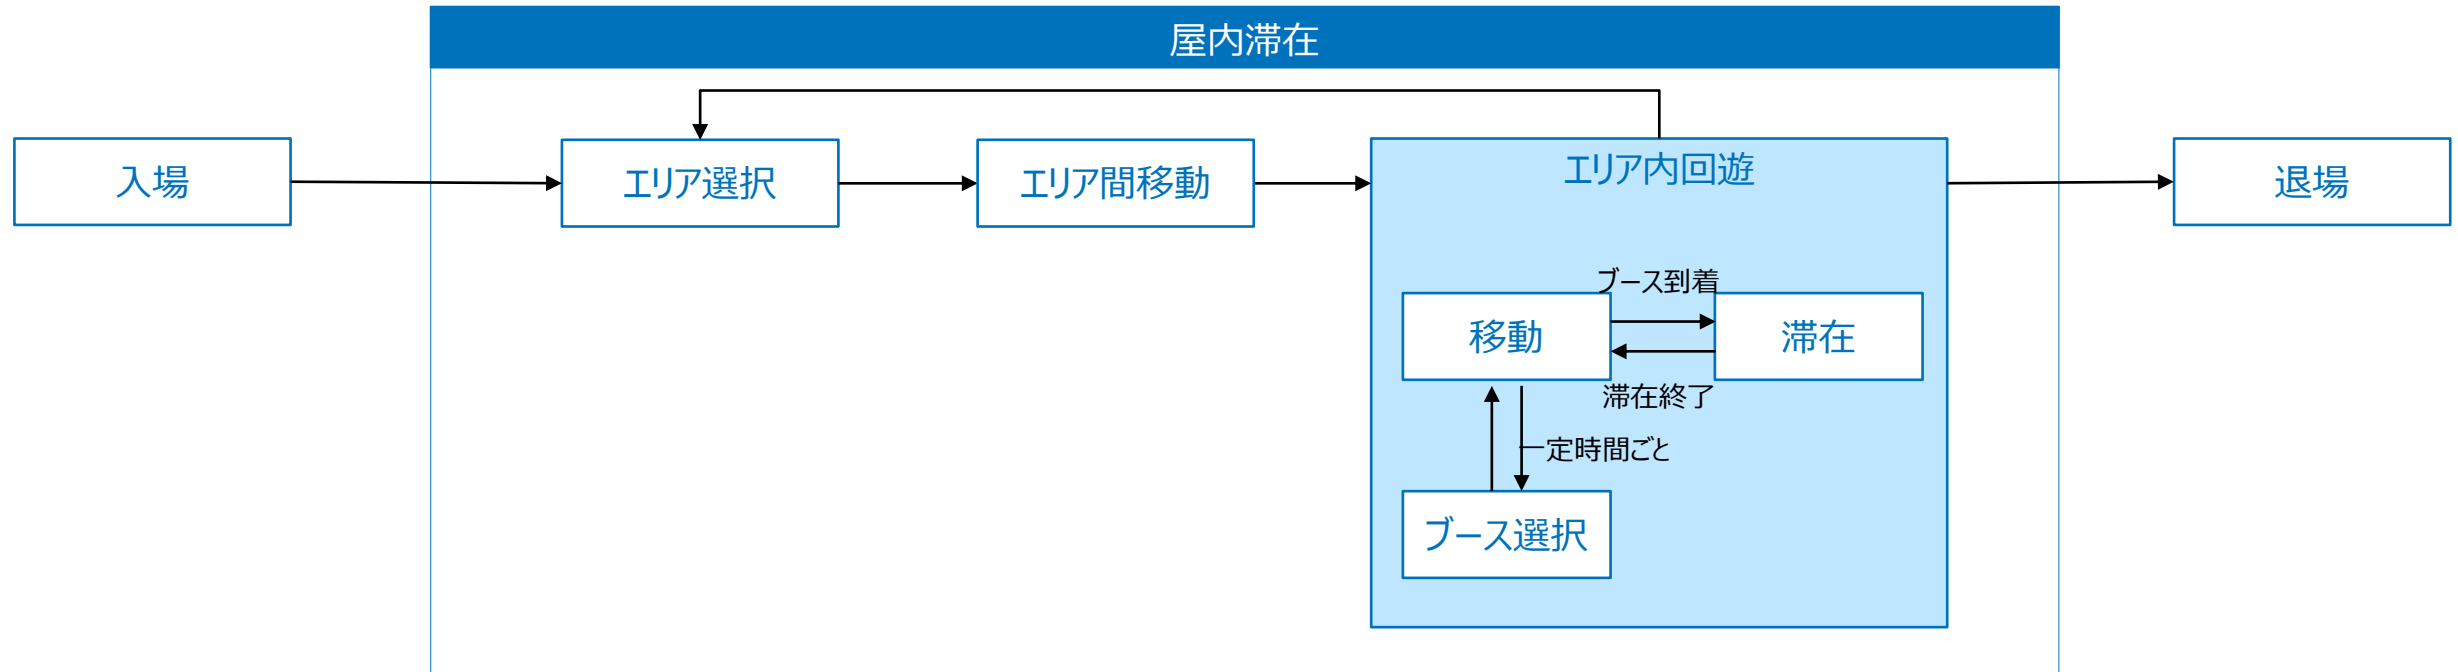 屋内滞在
入場
エリア選択
エリア間移動
エリア内回遊
退場
ブース到着
移動
滞在
滞在終了
一定時間ごと
ブース選択